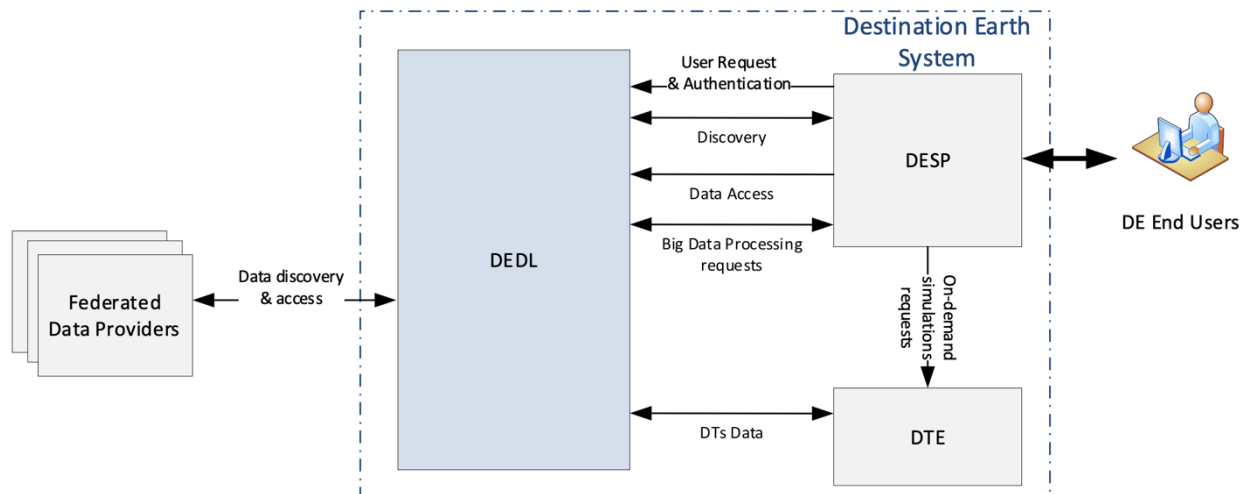 Destination Earth
System
User Request
& Authentication
DESP
Discovery
Data Access
DE End Users
DEDL
Big Data Processing
requests
Data discovery
& access
Federated
Data Providers
On-demand
simulations
requests
DTs Data
DTE